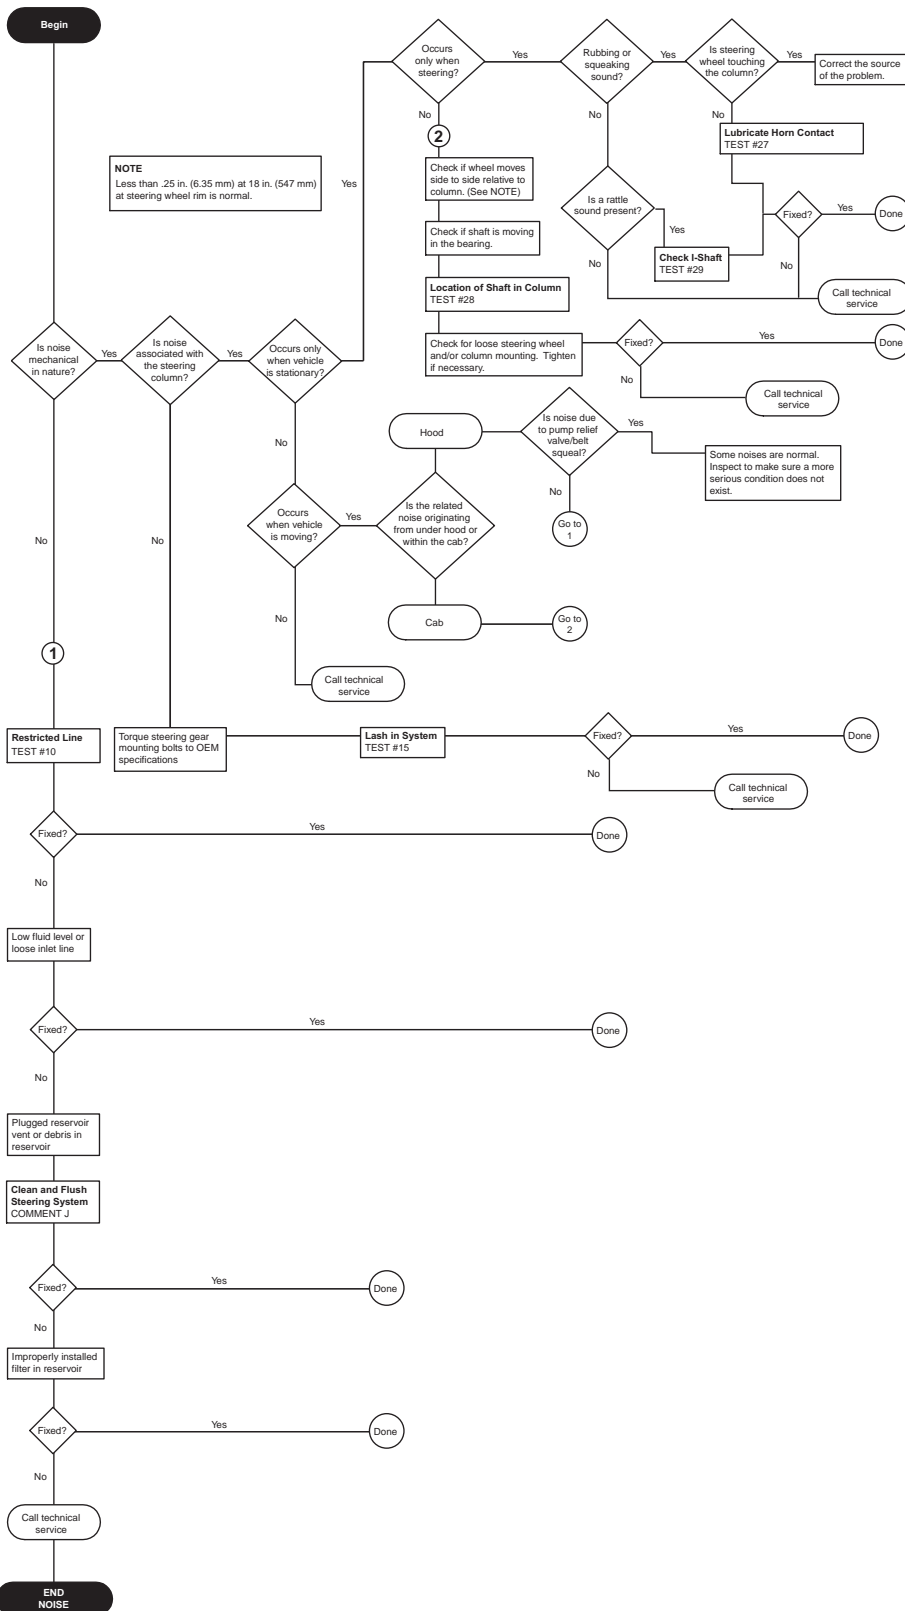 Begin
Occurs
only when
steering?
Yes
Rubbing or
squeaking
sound?
Yes
Is steering
wheel touching
the column?
Yes
Correct the source
of the problem.
No
2
No
No
Lubricate Horn Contact
TEST #27
NOTE
Less than .25 in. (6.35 mm) at 18 in. (547 mm)
at steering wheel rim is normal.
Yes
Check if wheel moves
side to side relative to
column. (See NOTE)
Is a rattle
sound present?
Yes
Fixed?
Yes
Done
Check if shaft is moving
in the bearing.
No
Check I-Shaft
TEST #29
No
Location of Shaft in Column
TEST #28
Call technical
service
Is noise
mechanical
in nature?
Yes
Is noise
associated with
the steering
column?
Yes
Occurs only
when vehicle
is stationary?
Check for loose steering wheel
and/or column mounting. Tighten
if necessary.
Fixed?
Yes
Done
No
Call technical
service
No
Hood
Is noise due
to pump relief
valve/belt
squeal?
Yes
Some noises are normal.
Inspect to make sure a more
serious condition does not
exist.
No
Go to
1
No
No
Occurs
when vehicle
is moving?
Yes
Is the related
noise originating
from under hood or
within the cab?
No
Cab
Go to
2
Call technical
service
1
Restricted Line
TEST #10
Torque steering gear
mounting bolts to OEM
specifications
Lash in System
TEST #15
Fixed?
Yes
Done
No
Call technical
service
Fixed?
Yes
Done
No
Low fluid level or
loose inlet line
Fixed?
Yes
Done
No
Plugged reservoir
vent or debris in
reservoir
Clean and Flush
Steering System
COMMENT J
Fixed?
Yes
Done
No
Improperly installed
filter in reservoir
Fixed?
Yes
Done
No
Call technical
service
END
NOISE